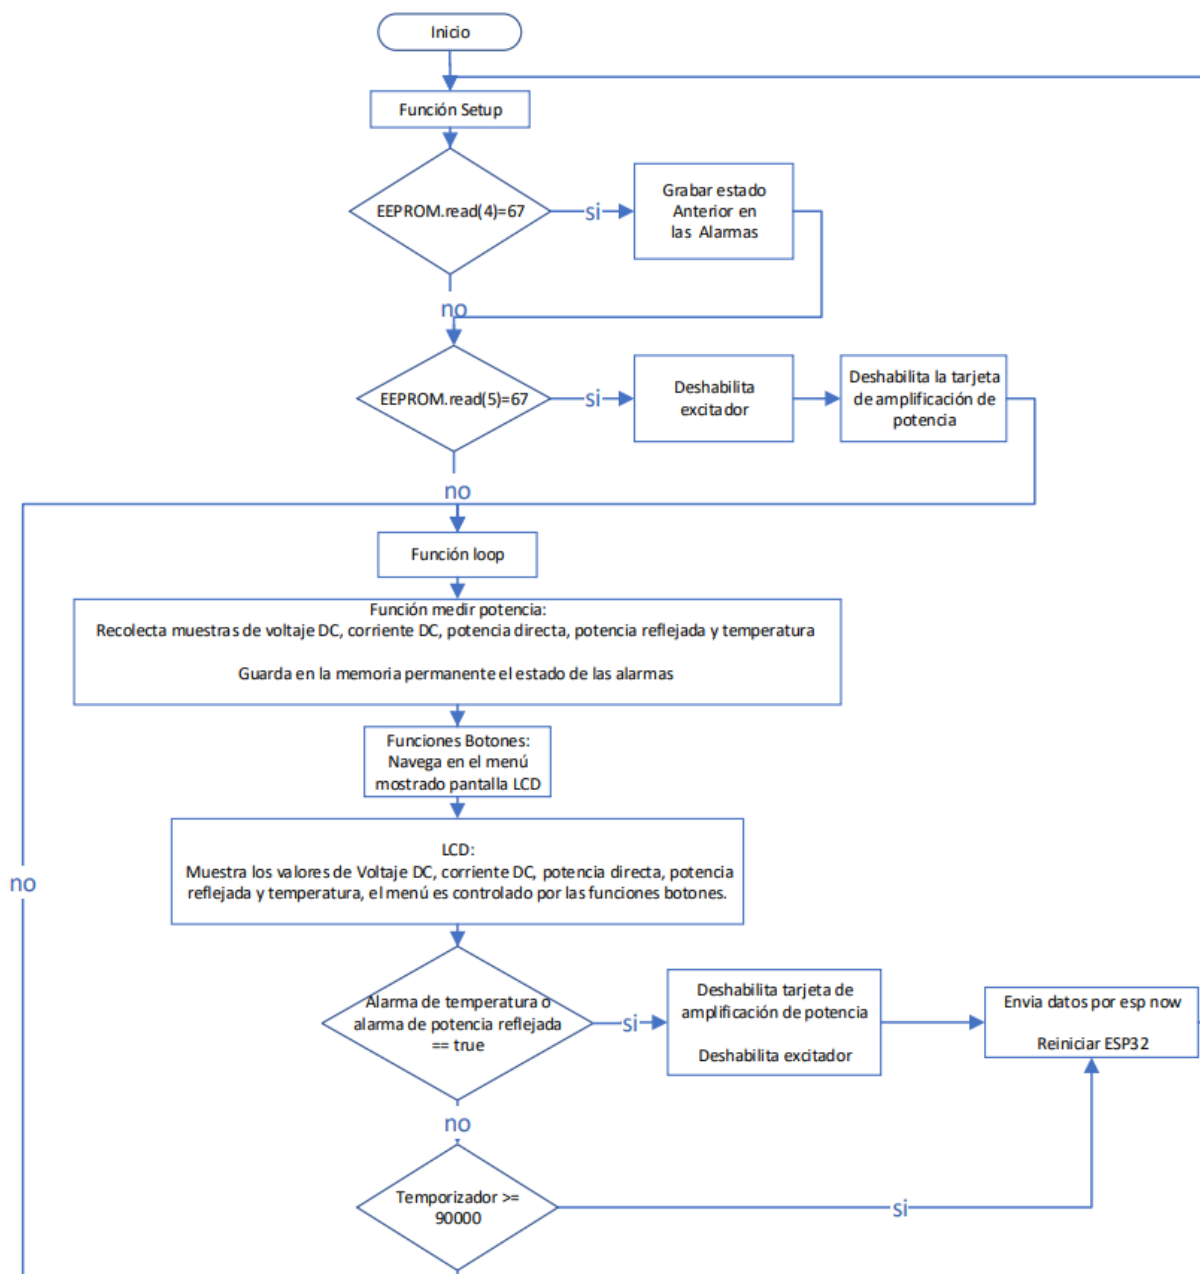 Inicio
Función Setup
EEPROM.read(4)=67
si
Grabar estado
Anterior en
las Alarmas
no
EEPROM.read(5)=67
si
Deshabilita
excitador
Deshabilita la tarjeta
de amplificación de
potencia
no
Función loop
Función medir potencia:
Recolecta muestras de voltaje DC, corriente DC, potencia directa, potencia reflejada y temperatura
Guarda en la memoria permanente el estado de las alarmas
Funciones Botones:
Navega en el menú
mostrado pantalla LCD
LCD:
Muestra los valores de Voltaje DC, corriente DC, potencia directa, potencia
reflejada y temperatura, el menú es controlado por las funciones botones.
no
Alarma de temperatura o
alarma de potencia reflejada
== true
si
Deshabilita tarjeta de
amplificación de potencia
Deshabilita excitador
Envia datos por esp now
Reiniciar ESP32
no
Temporizador >=
90000
si